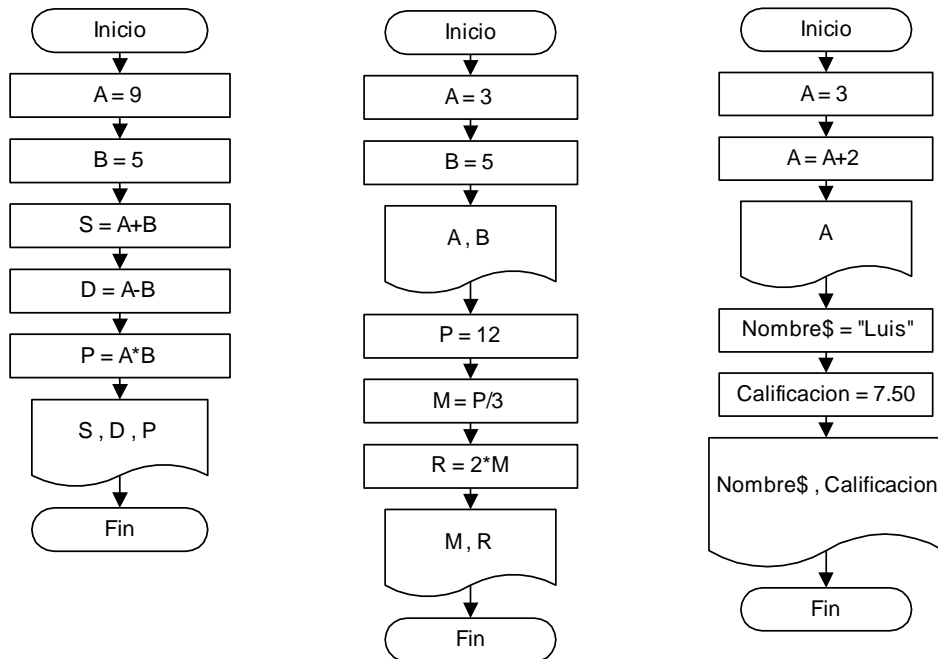 Inicio
A = 9
B = 5
S = A+B
D = A-B
P = A*B
S , D , P
Fin
Inicio
A = 3
B = 5
A , B
P = 12
M = P/3
R = 2*M
M , R
Fin
Inicio
A = 3
A = A+2
A
Nombre$ = "Luis"
Calificacion = 7.50
Nombre$ , Calificacion
Fin